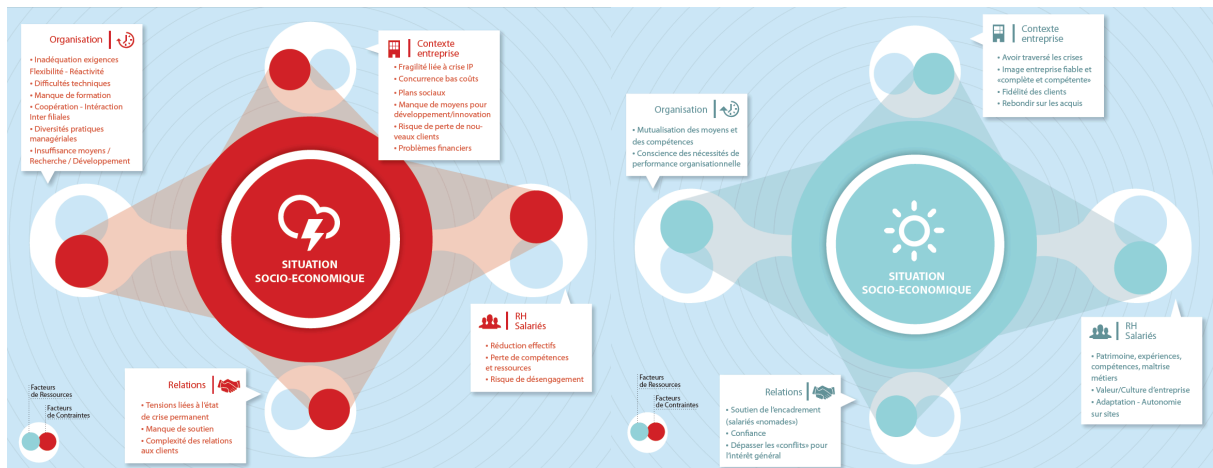 Organisation
• Inadéquation exigences
Flexibilité - Réactivité
• Difficultés techniques
• Manque de formation
• Coopération - Intéraction
Inter filiales
• Diversités pratiques
managériales
• Insuffisance moyens /
Recherche / Développement
Contexte
entreprise
• Fragilité liée à crise IP
• Concurrence bas coûts
• Plans sociaux
• Manque de moyens pour
développement/innovation
• Risque de perte de nou-
veaux clients
• Problèmes financiers
SITUATION
SOCIO-ECONOMIQUE
RH
Salariés
• Réduction effectifs
• Perte de compétences
et ressources
• Risque de désengagement
Relations
• Tensions liées à l'état
de crise permanent
• Manque de soutien
• Complexité des relations
aux clients
Facteurs
de Ressources
Facteurs
de Contraintes
Contexte
entreprise
• Avoir traversé les crises
• Image entreprise fiable et
«complète et compétente»
• Fidélité des clients
• Rebondir sur les acquis
Organisation
• Mutualisation des moyens et
des compétences
• Conscience des nécessités de
performance organisationnelle
SITUATION
SOCIO-ECONOMIQUE
RH
Salariés
• Patrimoine, expériences,
compétences, maîtrise
métiers
• Valeur/Culture d'entreprise
• Adaptation - Autonomie
sur sites
Relations
• Soutien de l'encadrement
(salariés «nomades»)
• Confiance
• Dépasser les «conflits» pour
l'intérêt général
Facteurs
de Ressources
Facteurs
de Contraintes